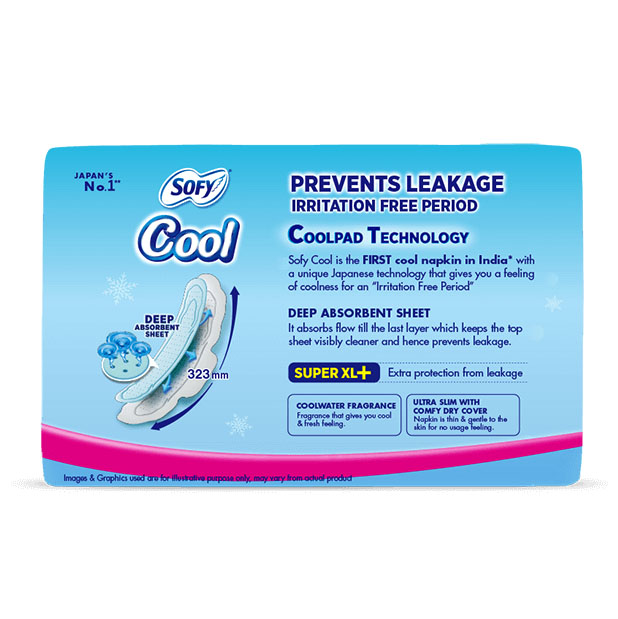 JAPAN'S
No.1**
SOFY
Cool
DEEP
ABSORBENT
SHEET
323 mm
PREVENTS LEAKAGE
IRRITATION FREE PERIOD
COOLPAD TECHNOLOGY
Sofy Cool is the FIRST cool napkin in India* with
a unique Japanese technology that gives you a feeling
of coolness for an "Irritation Free Period"
DEEP ABSORBENT SHEET
It absorbs flow till the last layer which keeps the top
sheet visibly cleaner and hence prevents leakage.
SUPER XL+ Extra protection from leakage
COOLWATER FRAGRANCE
Fragrance that gives you cool
& fresh feeling.
ULTRA SLIM WITH
COMFY DRY COVER
Napkin is thin & gentle to the
skin for no usage feeling.
Images & Graphics used are for illustrative purpose only, may vary from actual product